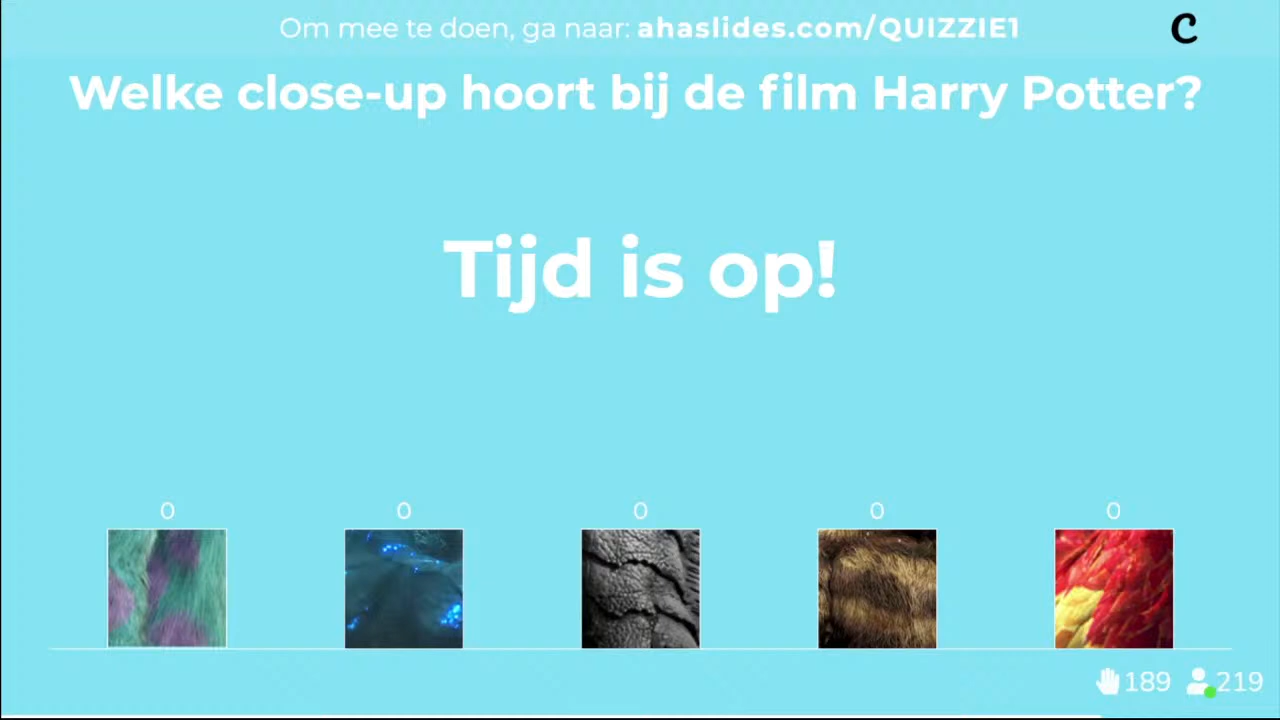 Om mee te doen, ga naar: ahaslides.com/QUIZZIE1
C
Welke close-up hoort bij de film Harry Potter?
Tijd is op!
0 0 0 0 0
189 219